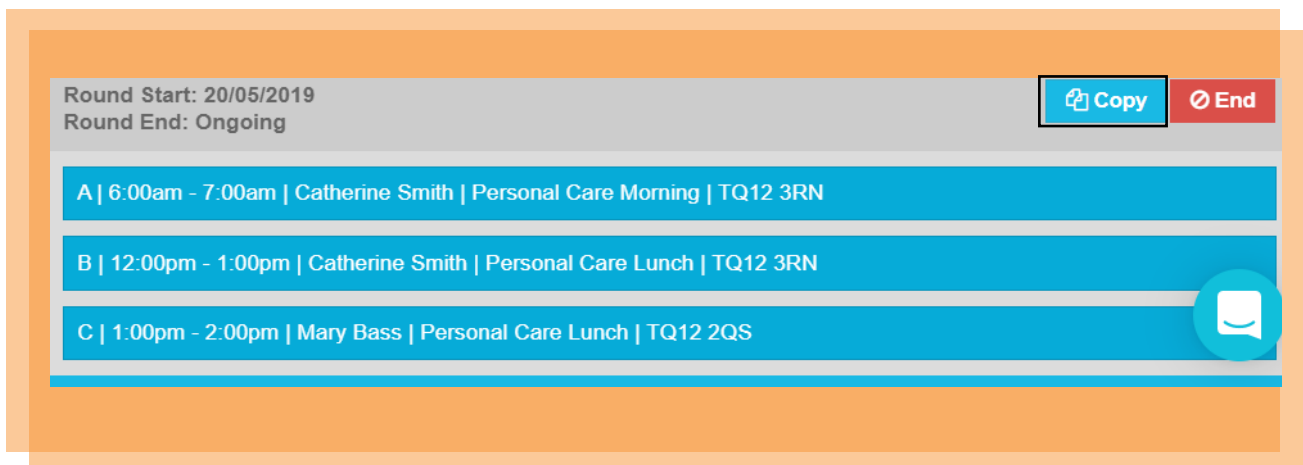 Round Start: 20/05/2019
Round End: Ongoing
Copy
End
A | 6:00am - 7:00am | Catherine Smith | Personal Care Morning | TQ12 3RN
B | 12:00pm - 1:00pm | Catherine Smith | Personal Care Lunch | TQ12 3RN
C | 1:00pm - 2:00pm | Mary Bass | Personal Care Lunch | TQ12 2QS